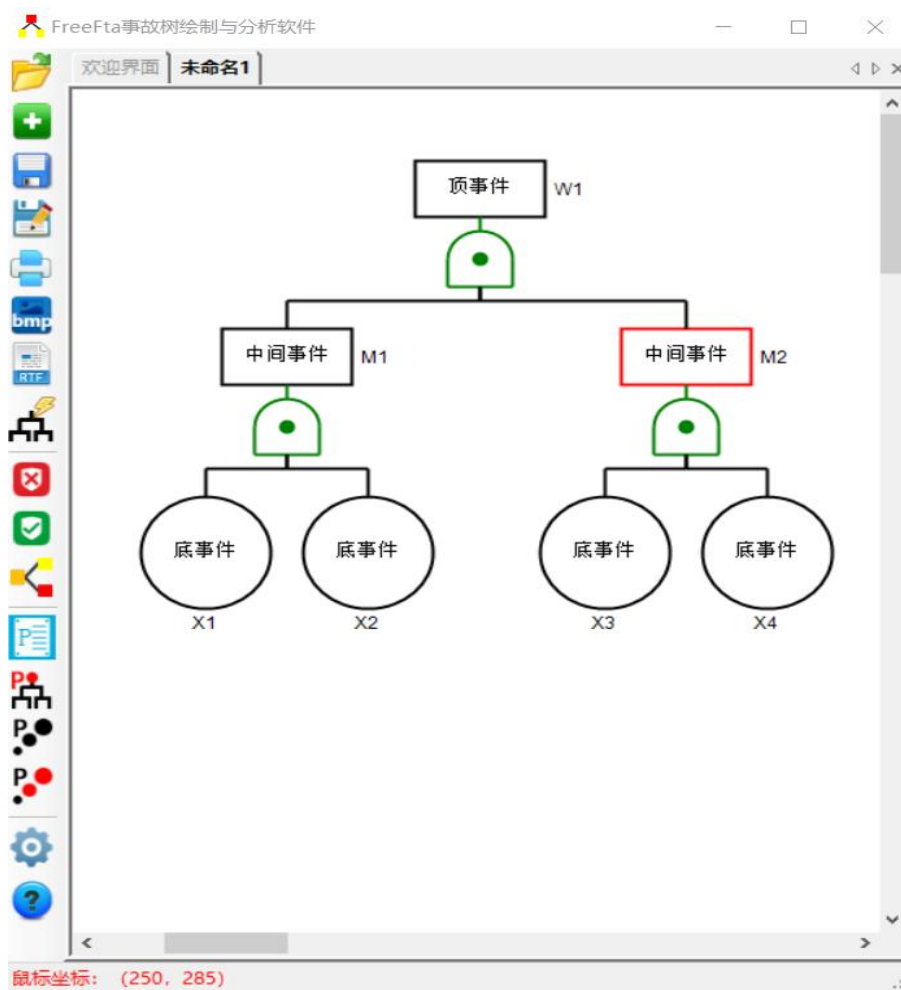 FreeFta事故树绘制与分析软件
欢迎界面 未命名1
顶事件 W1
bmp
中间事件 M1 中间事件 M2
RTF
底事件 底事件 底事件 底事件
X1 X2 X3 X4
P
P
P
P
?
鼠标坐标: (250, 285)